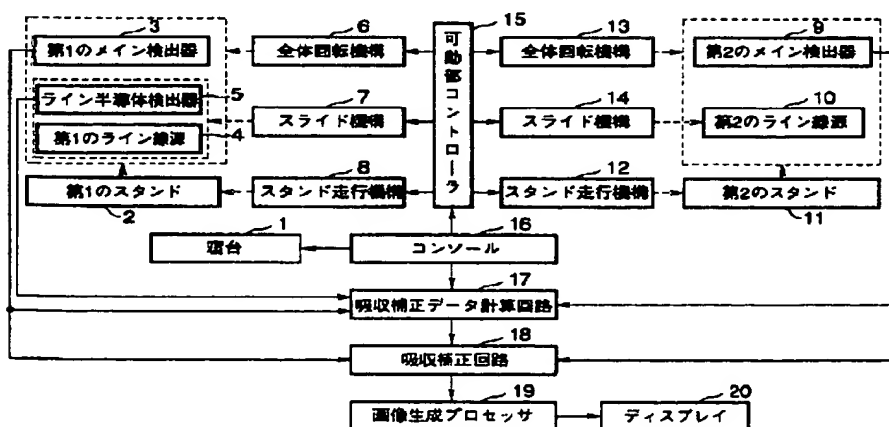 3
6
15
13
9
第1のメイン検出器
全体回転機構
可動部コントローラ
全体回転機構
第2のメイン検出器
ライン半導体検出器
5
7
14
10
第1のライン線源
4
スライド機構
スライド機構
第2のライン線源
8
12
第1のスタンド
スタンド走行機構
スタンド走行機構
第2のスタンド
2
11
1
16
寝台
コンソール
17
吸収補正データ計算回路
18
吸収補正回路
19
20
画像生成プロセッサ
ディスプレイ